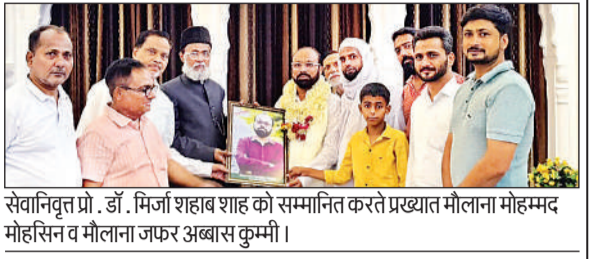 सेवानिवृत्त प्रो. डॉ. मिर्जा शहाब शाह को सम्मानित करते प्रख्यात मौलाना मोहम्मद
मोहसिन व मौलाना जफर अब्बास कुम्मी।